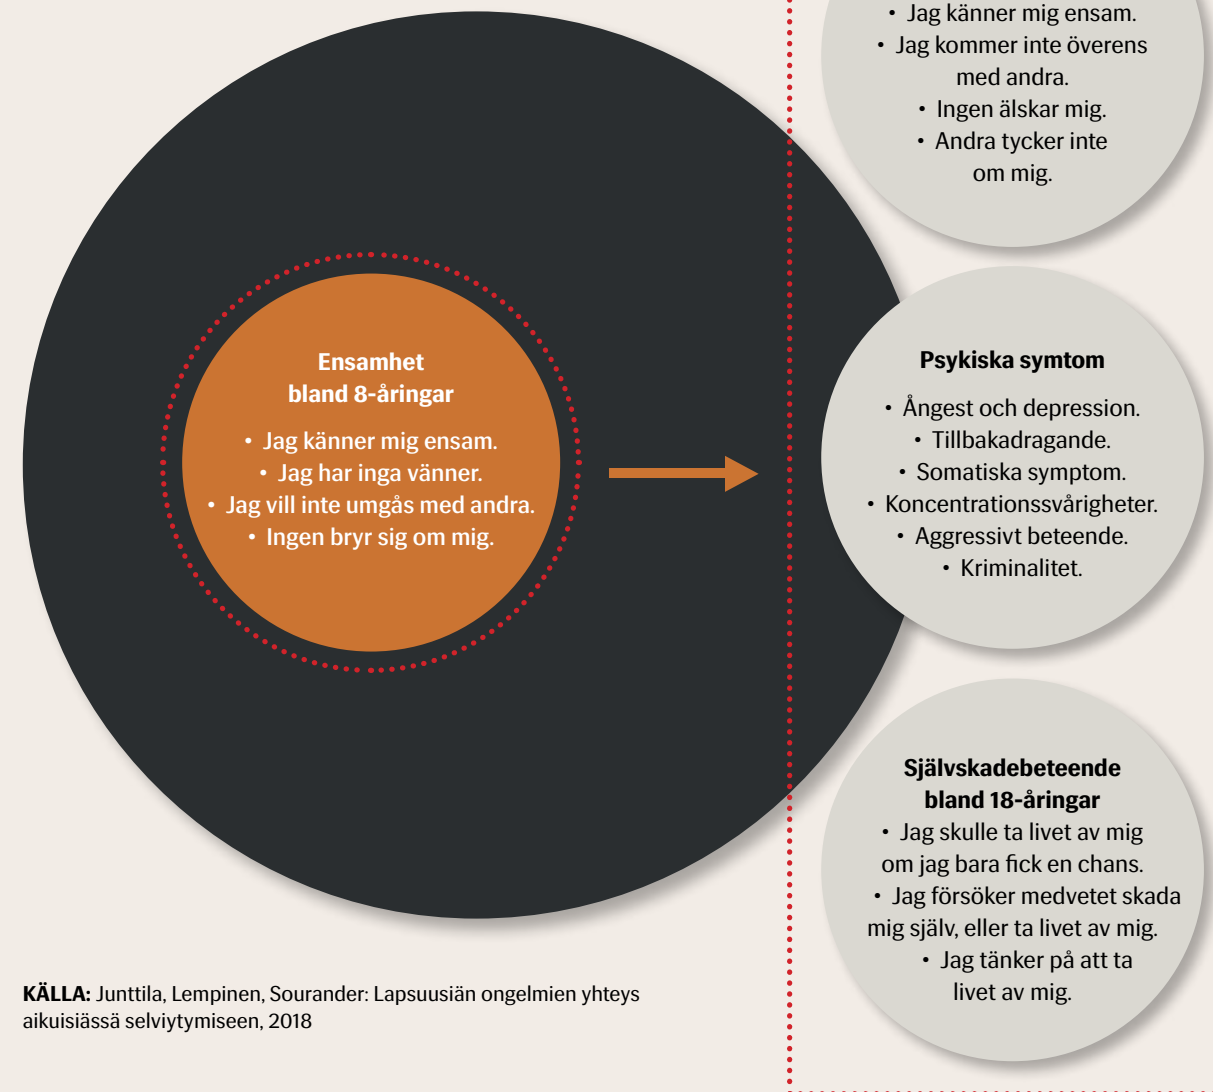 • Jag känner mig ensam.
• Jag kommer inte överens
med andra.
• Ingen älskar mig.
• Andra tycker inte
om mig.
Ensamhet
bland 8-åringar
• Jag känner mig ensam.
• Jag har inga vänner.
• Jag vill inte umgås med andra.
• Ingen bryr sig om mig.
Psykiska symtom
• Ångest och depression.
• Tillbakadragande.
• Somatiska symptom.
• Koncentrationssvårigheter.
• Aggressivt beteende.
• Kriminalitet.
Självskadebeteende
bland 18-åringar
• Jag skulle ta livet av mig
om jag bara fick en chans.
• Jag försöker medvetet skada
mig själv, eller ta livet av mig.
• Jag tänker på att ta
livet av mig.
KÄLLA: Junttila, Lempinen, Sourander: Lapsuusiän ongelmien yhteys
aikuisiässä selviytymiseen, 2018